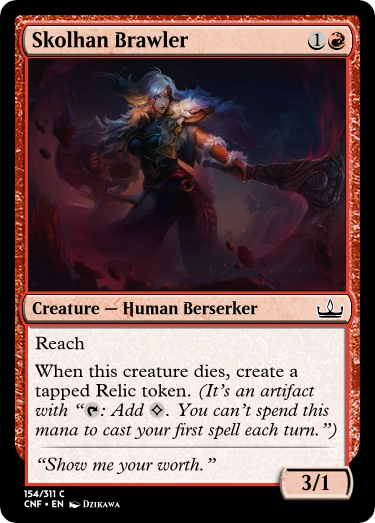 Skolhan Brawler 1
Creature — Human Berserker
Reach
When this creature dies, create a
tapped Relic token. (It's an artifact
with “: Add . You can't spend this
mana to cast your first spell each turn.”)
“Show me your worth.”
3/1
154/311 C
CNF • EN Dzikawa